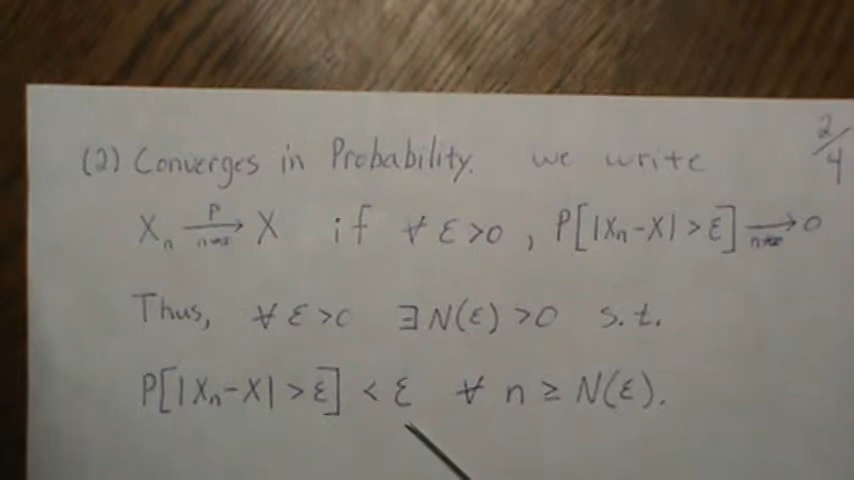 (2) Converges in Probability. we write
2/4
Xₙ —P/n→∞→ X if ∀ ε>0, P[|Xₙ-X|>ε] —n→∞→ 0
Thus, ∀ ε>0 ∃ N(ε) >0 s.t.
P[|Xₙ-X|>ε] < ε ∀ n ≥ N(ε).